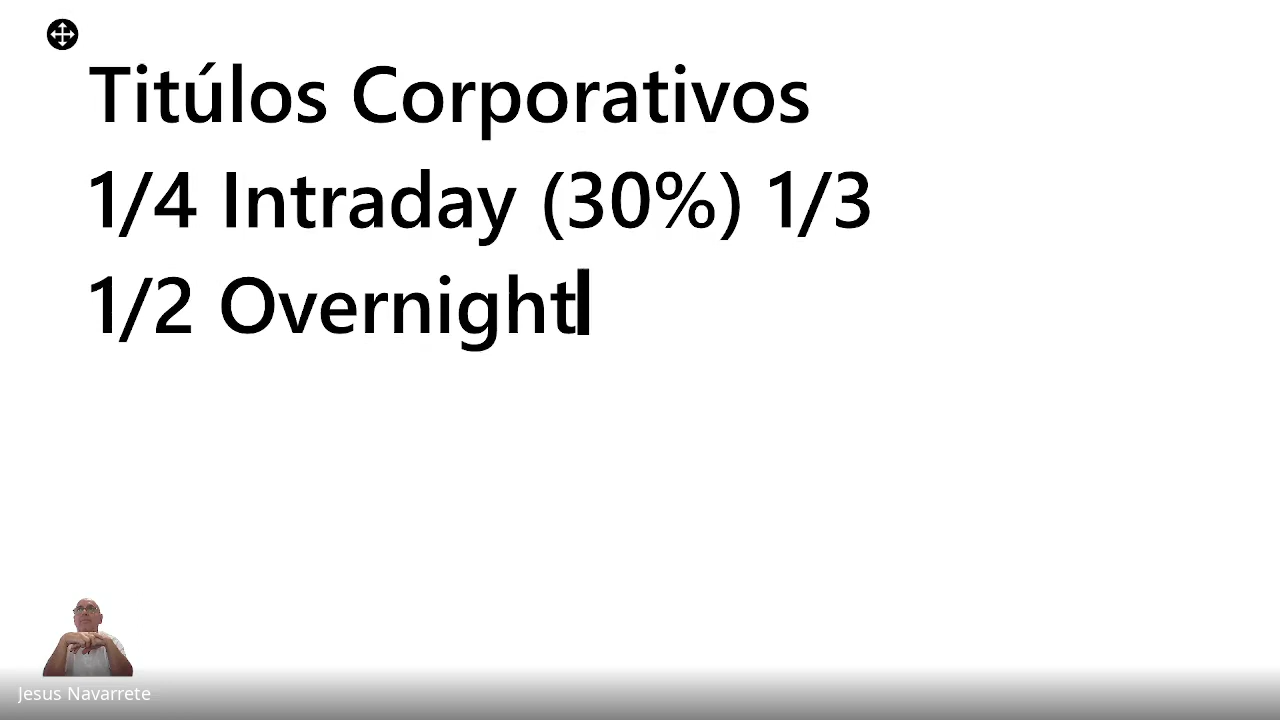 Titúlos Corporativos
1/4 Intraday (30%) 1/3
1/2 Overnight
Jesus Navarrete